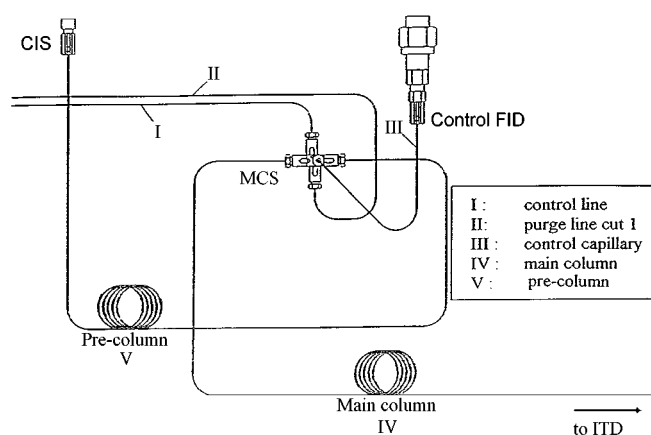 CIS
II
I
III
Control FID
MCS
I : control line
II: purge line cut 1
III : control capillary
IV : main column
V : pre-column
Pre-column
V
Main column
IV
to ITD